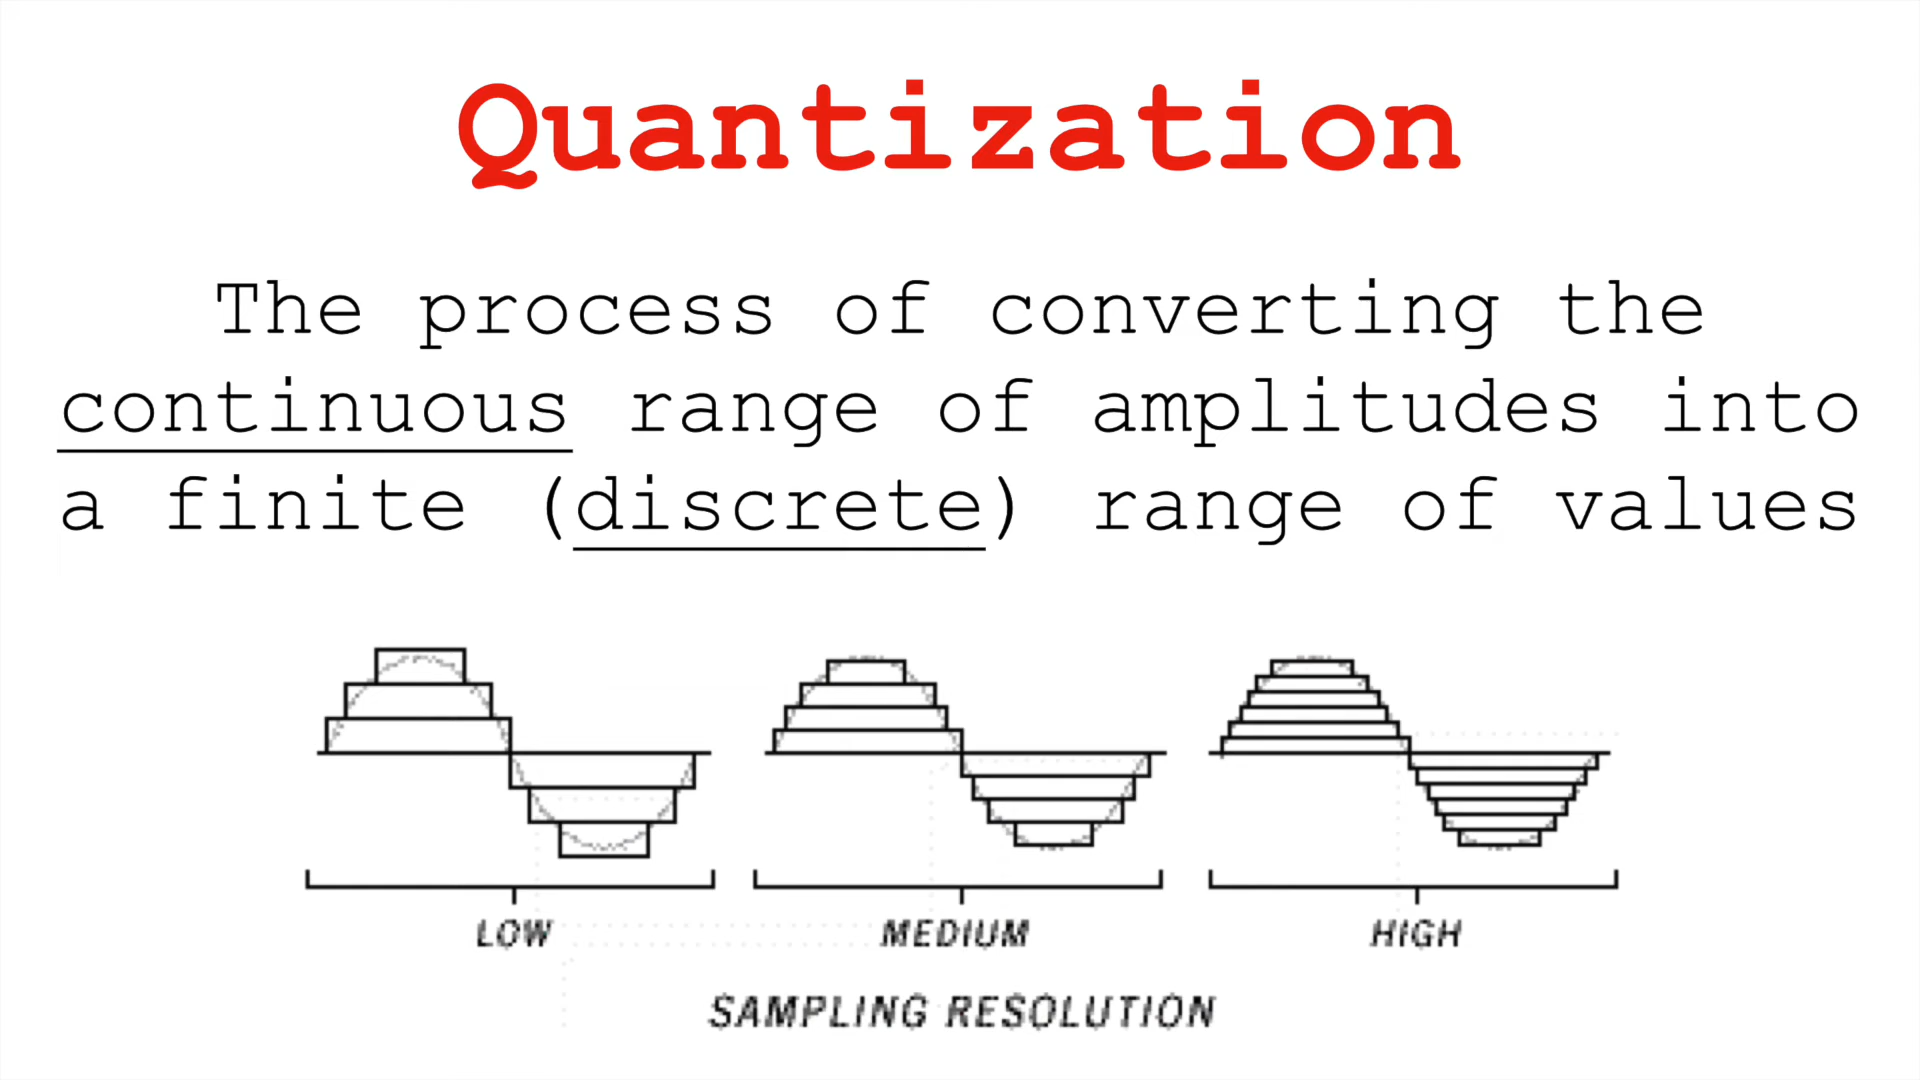 Quantization
The process of converting the
continuous range of amplitudes into
a finite (discrete) range of values
LOW MEDIUM HIGH
SAMPLING RESOLUTION